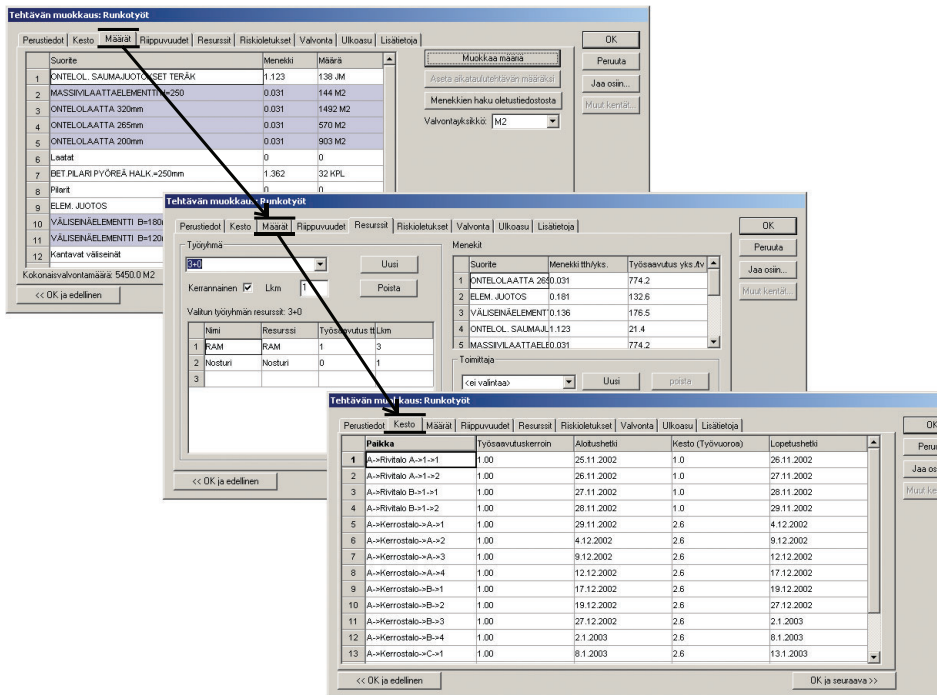 Tehtävän muokkaus: Runkotyöt
Perustiedot Kesto Määrät Riippuvuudet Resurssit Riskioletukset Valvonta Ulkoasu Lisätietoja
Suorite Menekki Määrä
1 ONTELOL. SAUMAJUOTO SET TERÄK 1.123 138 JM
2 MASSIIVILAATTAELEMENTTI =250 0.031 144 M2
3 ONTELOLAATTA 320mm 0.031 1492 M2
4 ONTELOLAATTA 265mm 0.031 570 M2
5 ONTELOLAATTA 200mm 0.031 903 M2
6 Laatat 0 0
7 BET.PILARI PYÖREÄ HALK.=250mm 1.362 32 KPL
8 Pilarit 0 0
9 ELEM. JUOTOS
10 VÄLISEINÄELEMENTTI B=180
11 VÄLISEINÄELEMENTTI B=120
12 Kantavat väliseinät
Kokonaisvalvontamäärä: 5450.0 M2
<< OK ja edellinen
Muokkaa määriä
Aseta aikataulutehtävän määräksi
Menekkien haku oletustiedostosta
Valvontayksikkö: M2
OK
Peruuta
Jaa osiin...
Muut kentät...
Tehtävän muokkaus: Runkotyöt
Perustiedot Kesto Määrät Riippuvuudet Resurssit Riskioletukset Valvonta Ulkoasu Lisätietoja
Työryhmä
3+0 Uusi
Kerrannainen Lkm 1 Poista
Valitun työryhmän resurssit: 3+0
Nimi Resurssi Työsaavutus tt Lkm
1 RAM RAM 1 3
2 Nosturi Nosturi 0 1
3
<< OK ja edellinen
Menekit
Suorite Menekki tth/yks. Työsaavutus yks./tv
1 ONTELOLAATTA 265 0.031 774.2
2 ELEM. JUOTOS 0.181 132.6
3 VÄLISEINÄELEMENT 0.136 176.5
4 ONTELOL. SAUMAJL 1.123 21.4
5 MASSIIVILAATTAELE 0.031 774.2
Toimittaja
<ei valintaa> Uusi poista
OK
Peruuta
Jaa osiin...
Muut kentät...
Tehtävän muokkaus: Runkotyöt
Perustiedot Kesto Määrät Riippuvuudet Resurssit Riskioletukset Valvonta Ulkoasu Lisätietoja
Paikka Työsaavutuskerroin Aloitushetki Kesto (Työvuoroa) Lopetushetki
1 A->Rivitalo A->1->1 1.00 25.11.2002 1.0 26.11.2002
2 A->Rivitalo A->1->2 1.00 26.11.2002 1.0 27.11.2002
3 A->Rivitalo B->1->1 1.00 27.11.2002 1.0 28.11.2002
4 A->Rivitalo B->1->2 1.00 28.11.2002 1.0 29.11.2002
5 A->Kerrostalo->A->1 1.00 29.11.2002 2.6 4.12.2002
6 A->Kerrostalo->A->2 1.00 4.12.2002 2.6 9.12.2002
7 A->Kerrostalo->A->3 1.00 9.12.2002 2.6 12.12.2002
8 A->Kerrostalo->A->4 1.00 12.12.2002 2.6 17.12.2002
9 A->Kerrostalo->B->1 1.00 17.12.2002 2.6 19.12.2002
10 A->Kerrostalo->B->2 1.00 19.12.2002 2.6 27.12.2002
11 A->Kerrostalo->B->3 1.00 27.12.2002 2.6 2.1.2003
12 A->Kerrostalo->B->4 1.00 2.1.2003 2.6 8.1.2003
13 A->Kerrostalo->C->1 1.00 8.1.2003 2.6 13.1.2003
<< OK ja edellinen
OK ja seuraava >>
OK
Peru
Jaa os
Muut ke